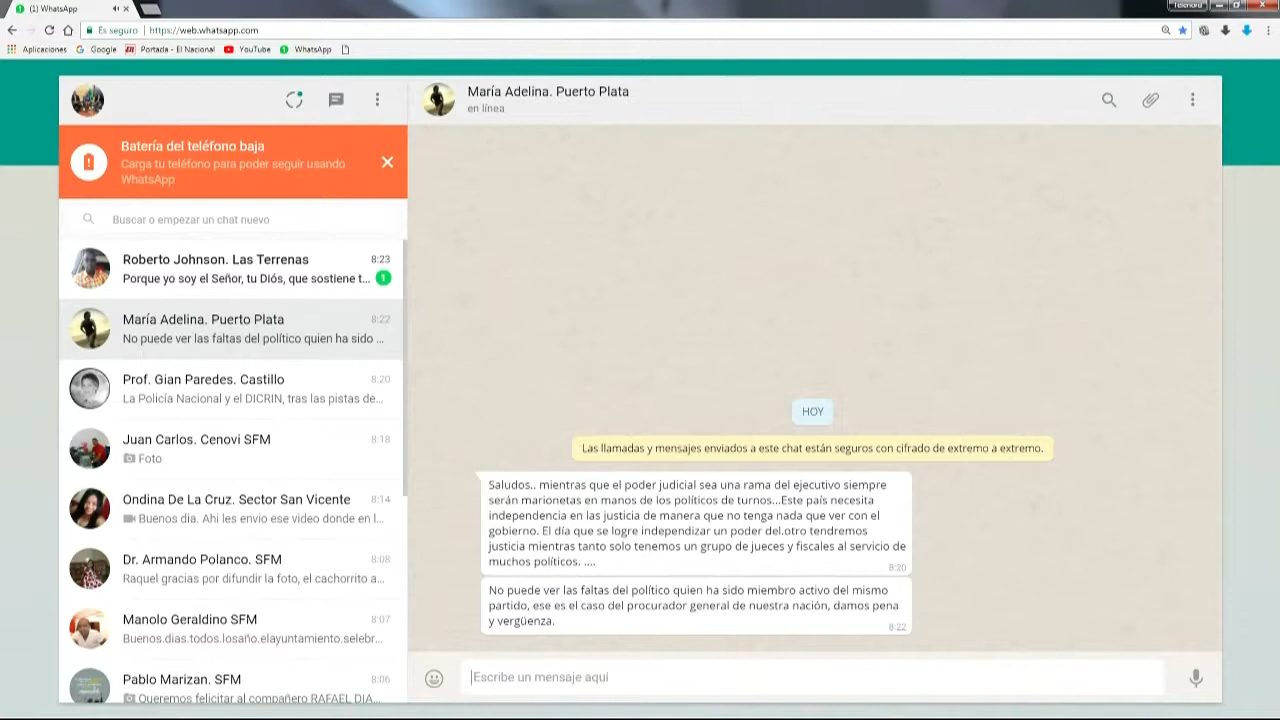 (1) WhatsApp
Telenord
Es seguro
https://web.whatsapp.com
Aplicaciones
Google
Portada - El Nacional
YouTube
WhatsApp
María Adelina. Puerto Plata
en línea
Batería del teléfono baja
Carga tu teléfono para poder seguir usando
WhatsApp
Buscar o empezar un chat nuevo
Roberto Johnson. Las Terrenas
8:23
Porque yo soy el Señor, tu Diós, que sostiene t...
1
María Adelina. Puerto Plata
8:22
No puede ver las faltas del político quien ha sido ...
Prof. Gian Paredes. Castillo
8:20
La Policía Nacional y el DICRIN, tras las pistas de...
Juan Carlos. Cenovi SFM
8:18
Foto
Ondina De La Cruz. Sector San Vicente
8:14
Buenos dia. Ahi les envio ese video donde en l...
Dr. Armando Polanco. SFM
8:08
Raquel gracias por difundir la foto, el cachorrito a...
Manolo Geraldino SFM
8:07
Buenos.dias.todos.losaño.elayuntamiento.selebr...
Pablo Marizan. SFM
8:06
Queremos felicitar al compañero RAFAEL DIA...
HOY
Las llamadas y mensajes enviados a este chat están seguros con cifrado de extremo a extremo.
Saludos.. mientras que el poder judicial sea una rama del ejecutivo siempre
serán marionetas en manos de los políticos de turnos...Este país necesita
independencia en las justicia de manera que no tenga nada que ver con el
gobierno. El día que se logre independizar un poder del.otro tendremos
justicia mientras tanto solo tenemos un grupo de jueces y fiscales al servicio de
muchos políticos. ....
8:20
No puede ver las faltas del político quien ha sido miembro activo del mismo
partido, ese es el caso del procurador general de nuestra nación, damos pena
y vergüenza.
8:22
Escribe un mensaje aquí